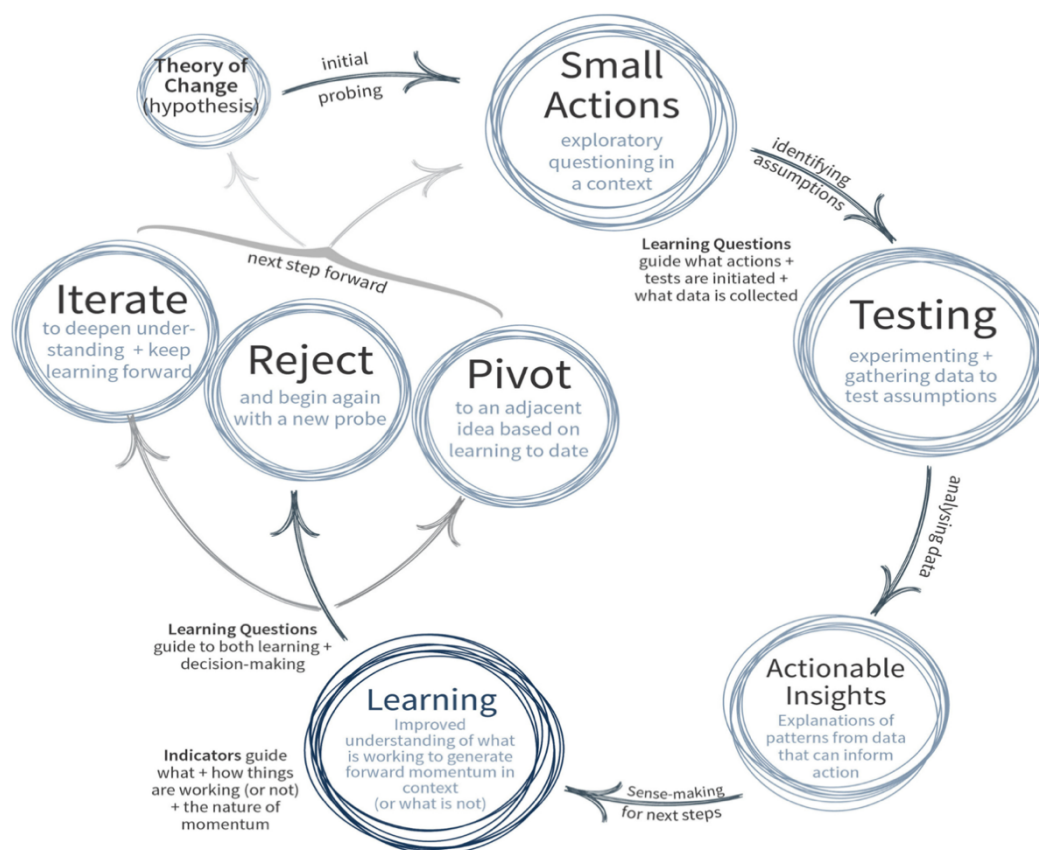 Theory of
Change
(hypothesis)
initial
probing
Small
Actions
exploratory
questioning in
a context
identifying
assumptions
Learning Questions
guide what actions +
tests are initiated +
what data is collected
Testing
experimenting +
gathering data to
test assumptions
analysing data
Actionable
Insights
Explanations of
patterns from data
that can inform
action
Sense-making
for next steps
Learning
Improved
understanding of what
is working to generate
forward momentum in
context
(or what is not)
Indicators guide
what + how things
are working (or not)
+ the nature of
momentum
Learning Questions
guide to both learning +
decision-making
Iterate
to deepen under-
standing + keep
learning forward
Reject
and begin again
with a new probe
Pivot
to an adjacent
idea based on
learning to date
next step
forward